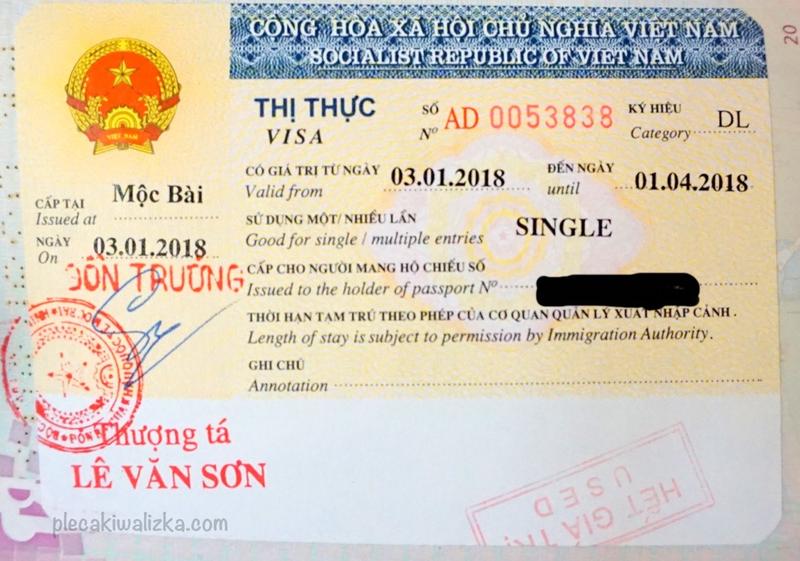 20
CỘNG HÒA XÃ HỘI CHỦ NGHĨA VIỆT NAM
SOCIALIST REPUBLIC OF VIET NAM
VIỆT NAM
THỊ THỰC
VISA
SỐ
Nº AD 0053838
KÝ HIỆU
Category DL
CÓ GIÁ TRỊ TỪ NGÀY
Valid from 03.01.2018
ĐẾN NGÀY
until 01.04.2018
CẤP TẠI
Issued at Mộc Bài
NGÀY
On 03.01.2018
SỬ DỤNG MỘT/ NHIỀU LẦN
Good for single / multiple entries SINGLE
CẤP CHO NGƯỜI MANG HỘ CHIẾU SỐ
Issued to the holder of passport Nº
THỜI HẠN TẠM TRÚ THEO PHÉP CỦA CƠ QUAN QUẢN LÝ XUẤT NHẬP CẢNH .
Length of stay is subject to permission by Immigration Authority.
GHI CHÚ
Annotation
ĐỒN TRƯỞNG
Thượng tá
LÊ VĂN SƠN
HẾT GIÁ TRỊ
USED
plecakiwalizka.com